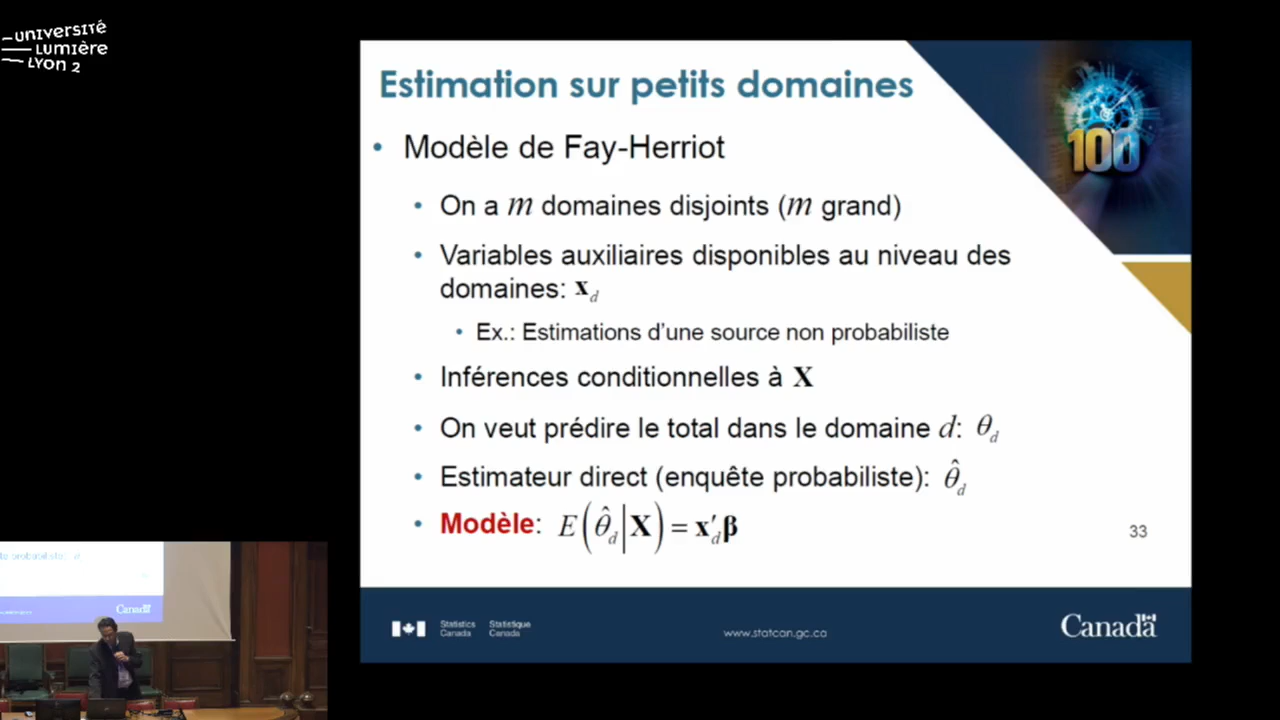 université
Lumière
Lyon 2
Estimation sur petits domaines
100
• Modèle de Fay-Herriot
• On a m domaines disjoints (m grand)
• Variables auxiliaires disponibles au niveau des
domaines: x_d
• Ex.: Estimations d'une source non probabiliste
• Inférences conditionnelles à X
• On veut prédire le total dans le domaine d: θ_d
• Estimateur direct (enquête probabiliste): θ̂_d
• Modèle: E(θ̂_d|X) = x′_dβ
33
Statistics Statistique
Canada Canada
www.statcan.gc.ca
Canada
Canada